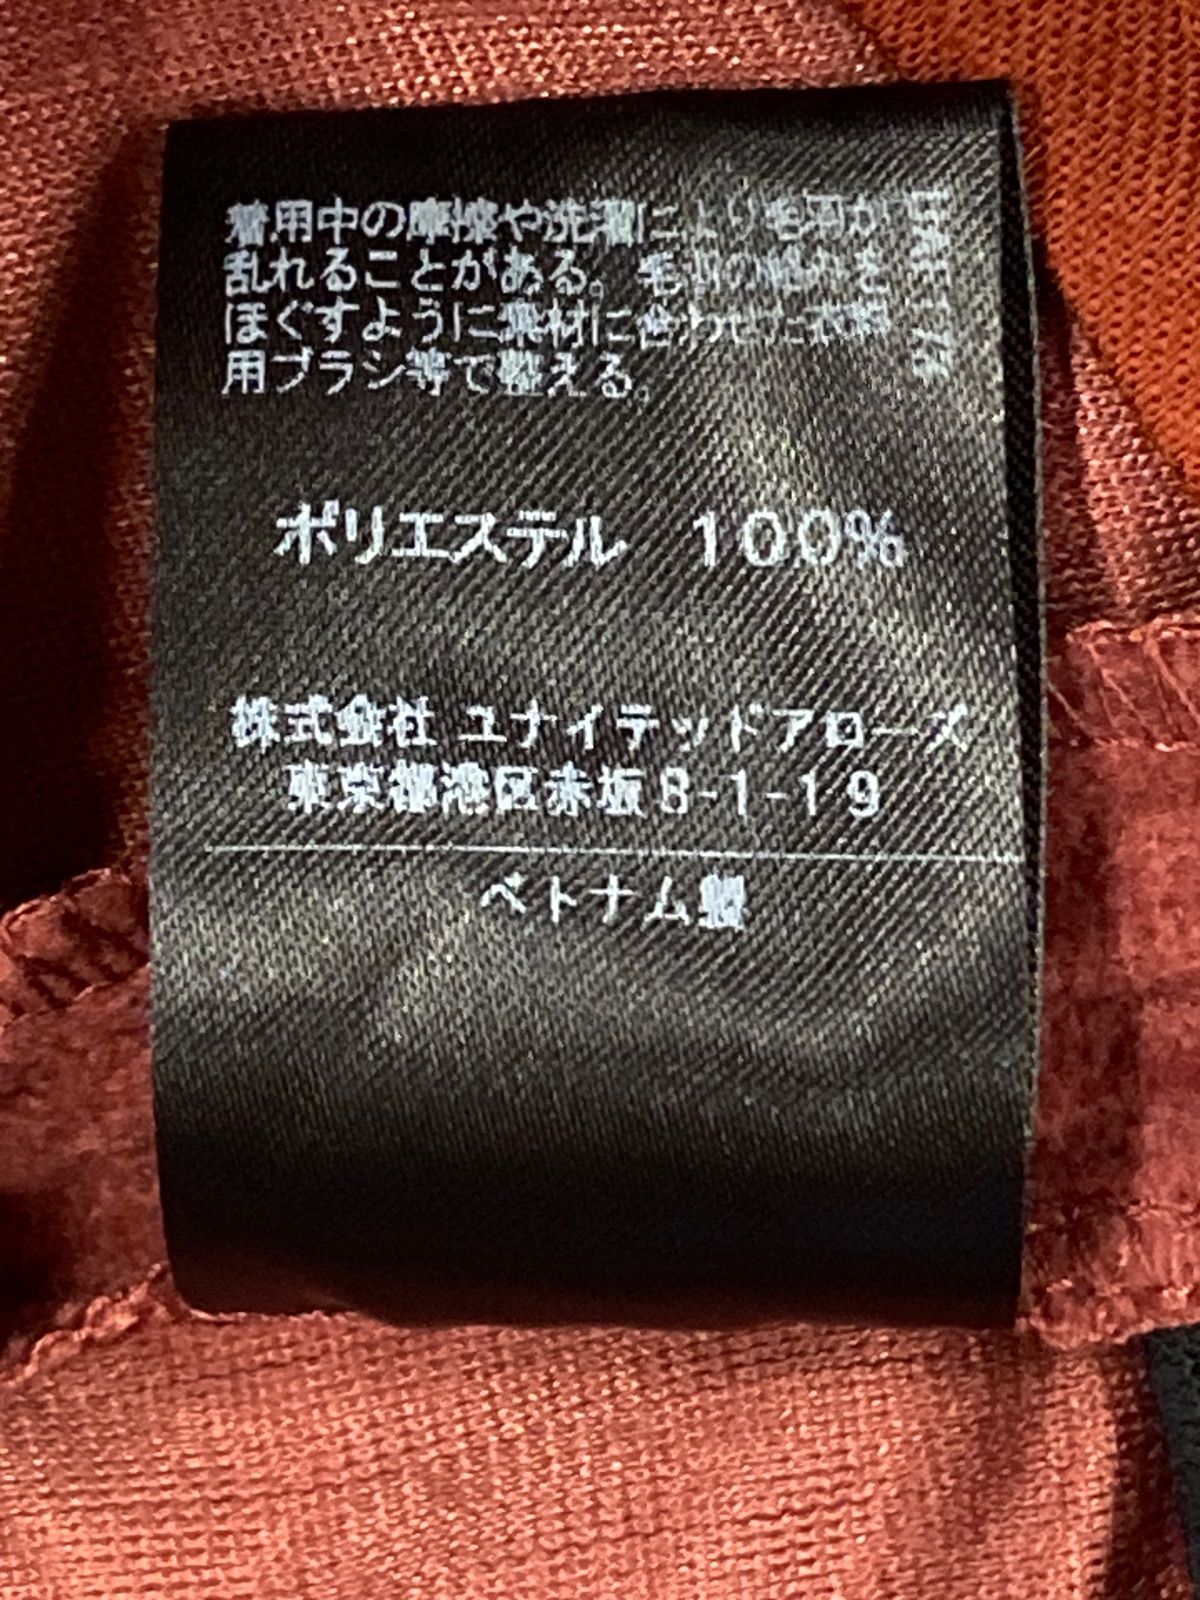 着用中の摩擦や洗濯により毛羽が
乱れることがある。毛羽の絡みを
ほぐすように素材に合わせた衣料
用ブラシ等で整える。
ポリエステル 100%
株式会社 ユナイテッドアローズ
東京都港区赤坂8-1-19
ベトナム製